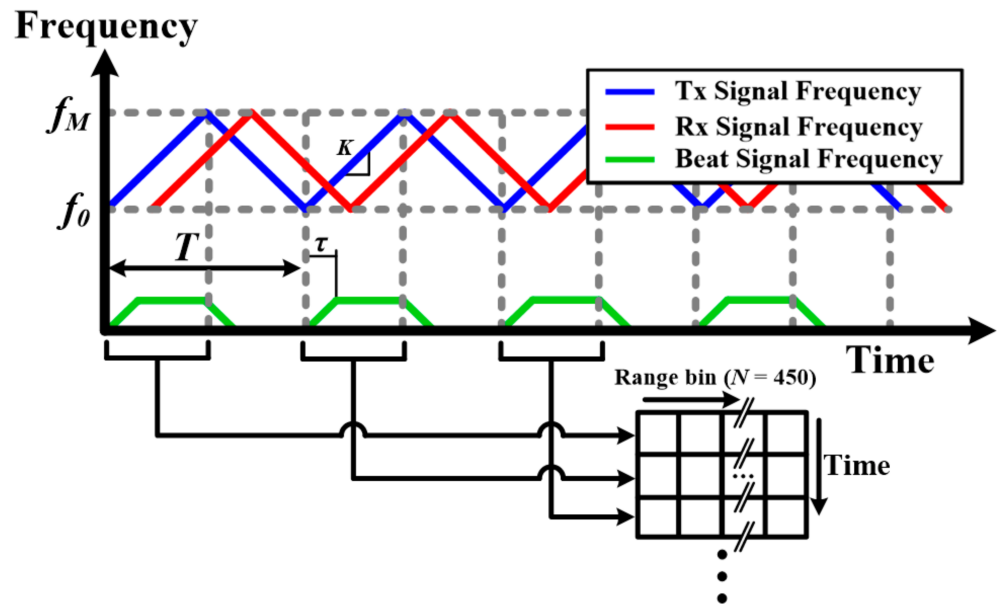 Frequency
f_M
Tx Signal Frequency
Rx Signal Frequency
Beat Signal Frequency
K
f_0
T
τ
Time
Range bin (N = 450)
...
Time